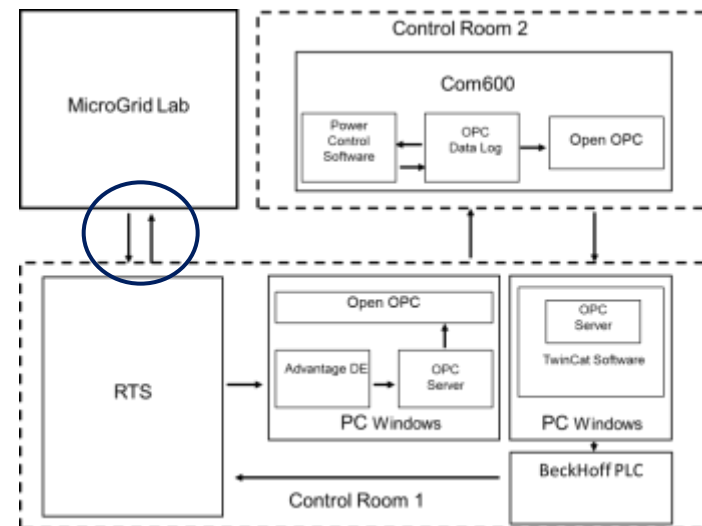 Control Room 2
MicroGrid Lab
Com600
Power
Control
Software
OPC
Data Log
Open OPC
RTS
Open OPC
Advantage DE
OPC
Server
PC Windows
OPC
Server
TwinCat Software
PC Windows
BeckHoff PLC
Control Room 1